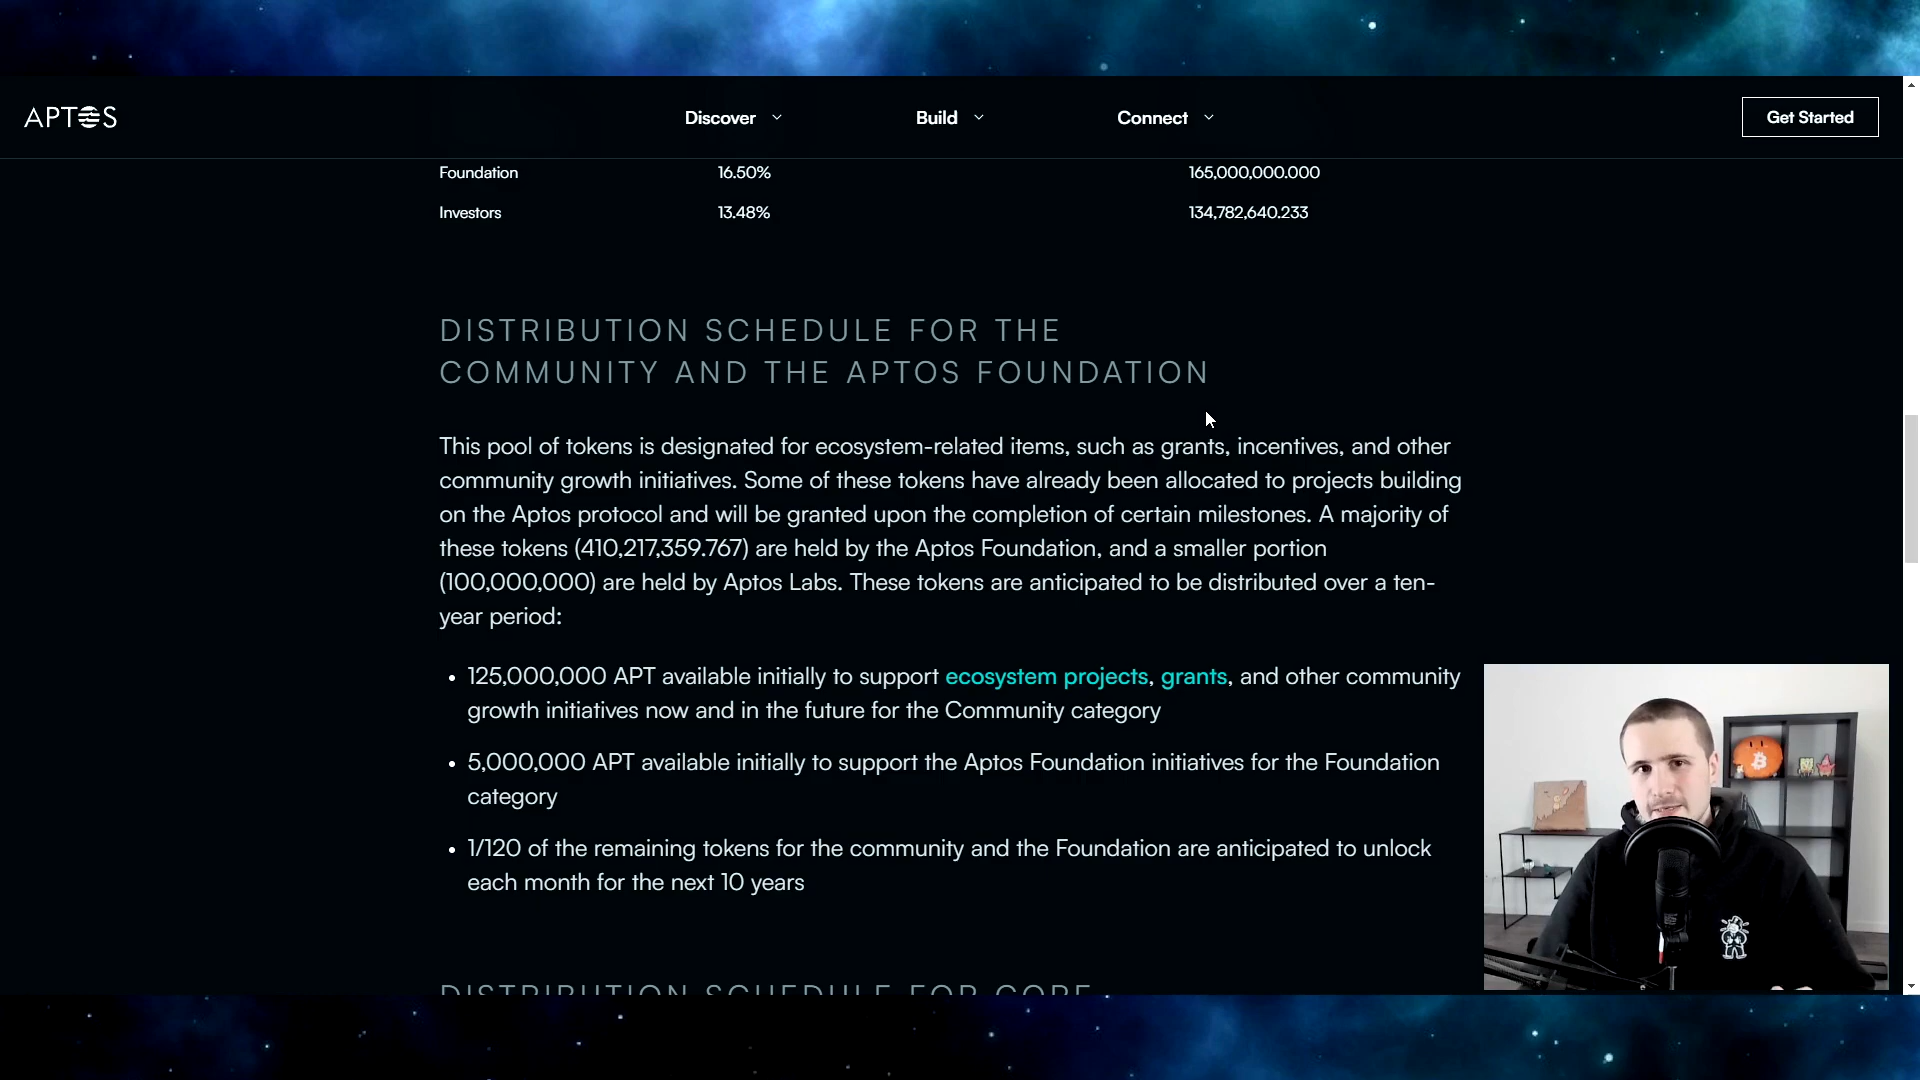 APTOS
Discover
Build
Connect
Get Started
Foundation 16.50% 165,000,000.000
Investors 13.48% 134,782,640.233
DISTRIBUTION SCHEDULE FOR THE
COMMUNITY AND THE APTOS FOUNDATION
This pool of tokens is designated for ecosystem-related items, such as grants, incentives, and other
community growth initiatives. Some of these tokens have already been allocated to projects building
on the Aptos protocol and will be granted upon the completion of certain milestones. A majority of
these tokens (410,217,359.767) are held by the Aptos Foundation, and a smaller portion
(100,000,000) are held by Aptos Labs. These tokens are anticipated to be distributed over a ten-
year period:
• 125,000,000 APT available initially to support ecosystem projects, grants, and other community
growth initiatives now and in the future for the Community category
• 5,000,000 APT available initially to support the Aptos Foundation initiatives for the Foundation
category
• 1/120 of the remaining tokens for the community and the Foundation are anticipated to unlock
each month for the next 10 years
DISTRIBUTION SCHEDULE FOR CORE